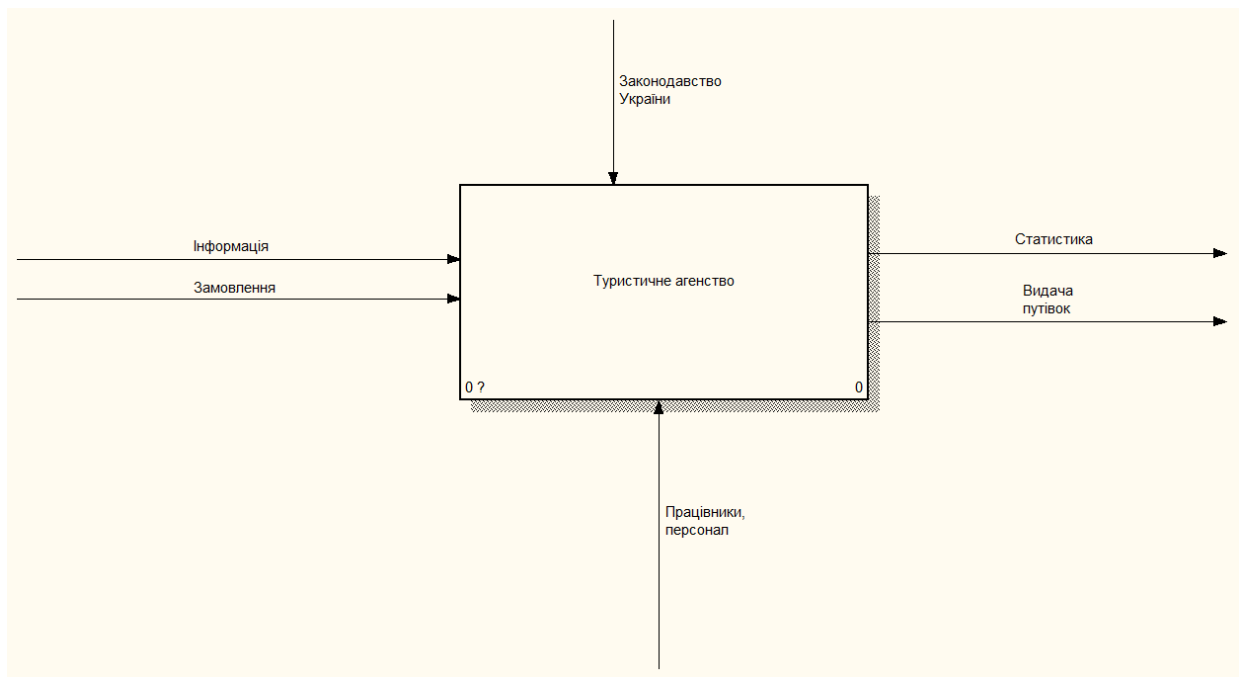 Законодавство
України
Інформація
Замовлення
Туристичне агенство
Статистика
Видача
путівок
0 ?
0
Працівники,
персонал